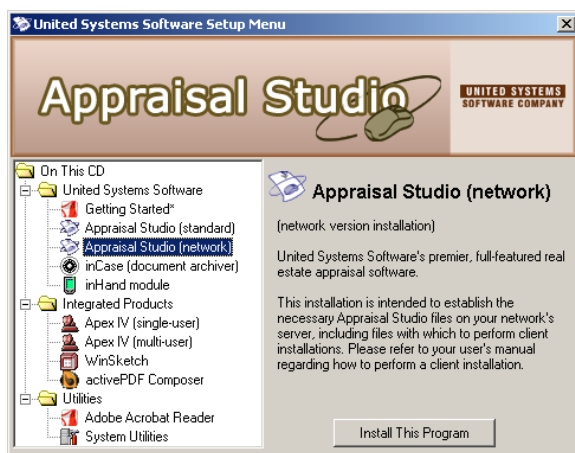 United Systems Software Setup Menu
Appraisal Studio
UNITED SYSTEMS
SOFTWARE COMPANY
On This CD
United Systems Software
Getting Started*
Appraisal Studio (standard)
Appraisal Studio (network)
inCase (document archiver)
inHand module
Integrated Products
Apex IV (single-user)
Apex IV (multi-user)
WinSketch
activePDF Composer
Utilities
Adobe Acrobat Reader
System Utilities
Appraisal Studio (network)
(network version installation)
United Systems Software's premier, full-featured real
estate appraisal software.
This installation is intended to establish the
necessary Appraisal Studio files on your network's
server, including files with which to perform client
installations. Please refer to your user's manual
regarding how to perform a client installation.
Install This Program